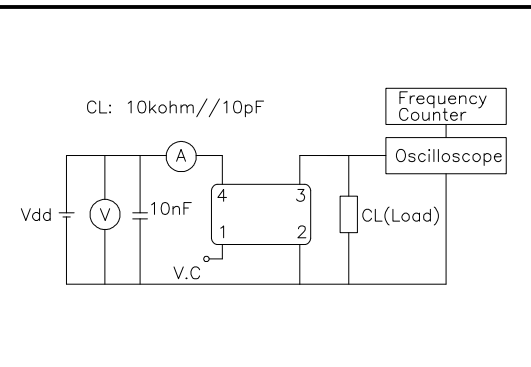 CL: 10kohm//10pF
Frequency
Counter
Oscilloscope
A
4
3
Vdd
V
10nF
CL(Load)
1
2
V.C